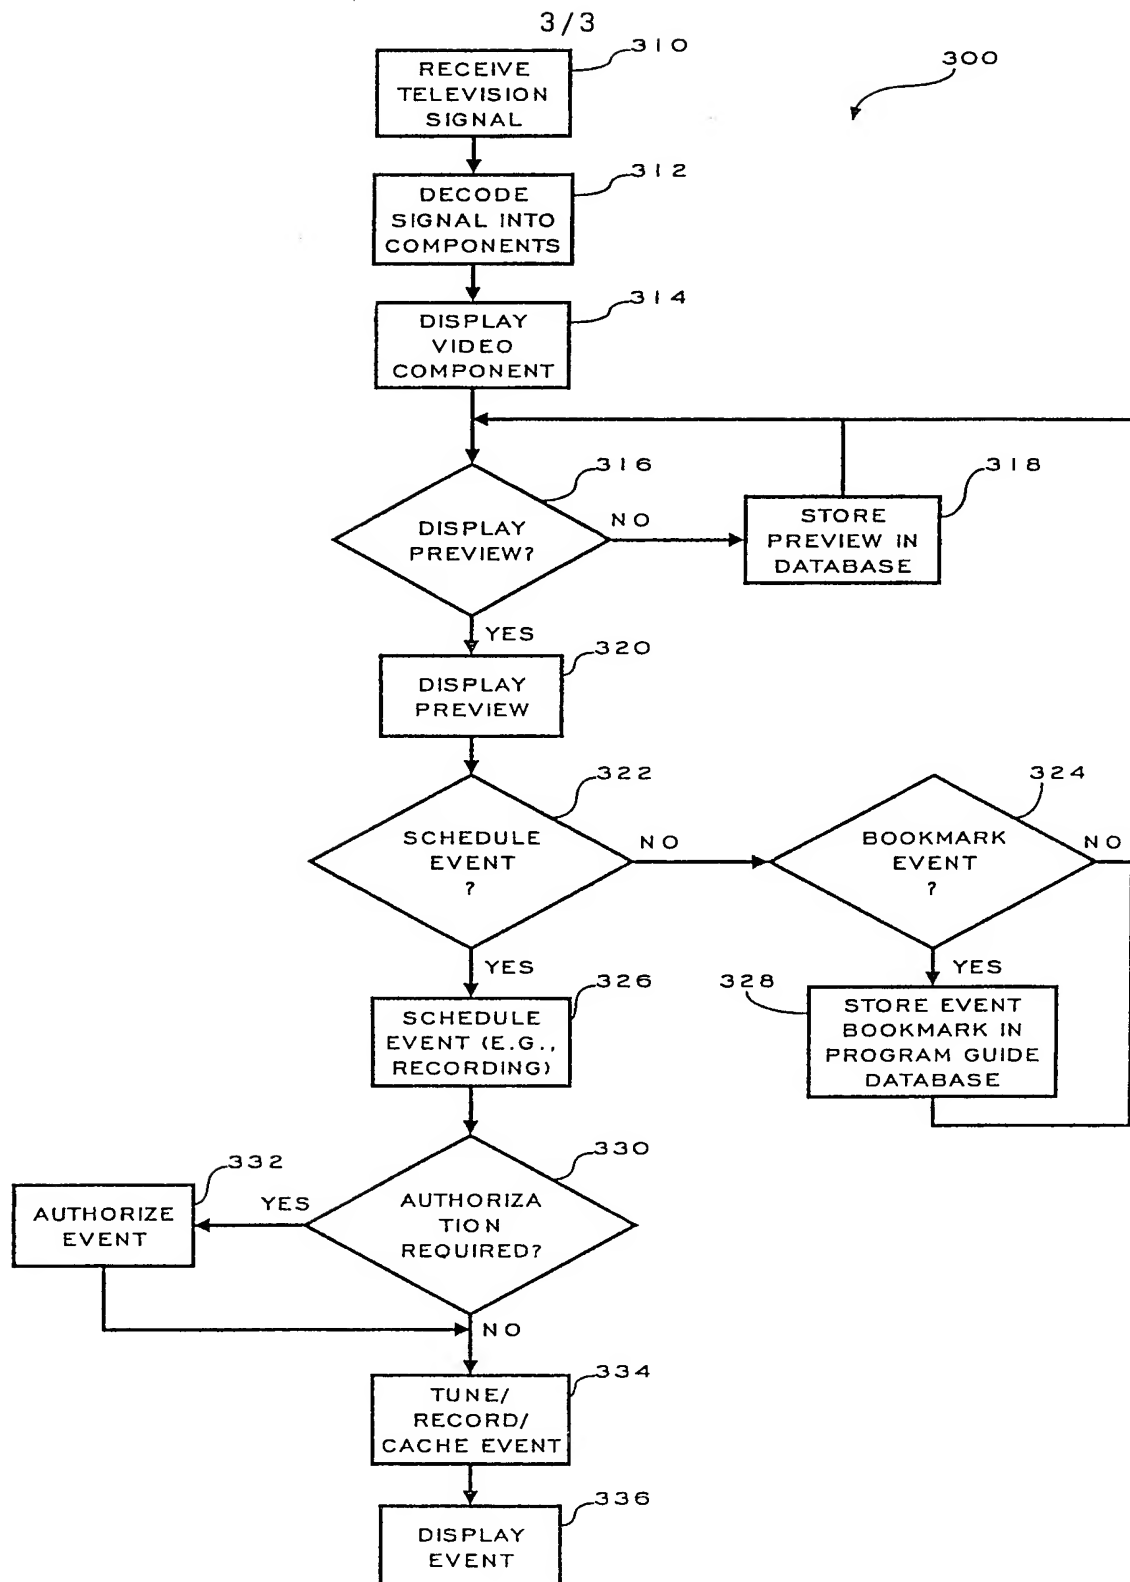 3/3
310
300
RECEIVE
TELEVISION
SIGNAL
312
DECODE
SIGNAL INTO
COMPONENTS
314
DISPLAY
VIDEO
COMPONENT
316
DISPLAY
PREVIEW?
NO
318
STORE
PREVIEW IN
DATABASE
YES
320
DISPLAY
PREVIEW
322
SCHEDULE
EVENT
?
NO
324
BOOKMARK
EVENT
?
NO
YES
326
SCHEDULE
EVENT (E.G.,
RECORDING)
YES
328
STORE EVENT
BOOKMARK IN
PROGRAM GUIDE
DATABASE
330
AUTHORIZA
TION
REQUIRED?
YES
332
AUTHORIZE
EVENT
NO
334
TUNE/
RECORD/
CACHE EVENT
336
DISPLAY
EVENT